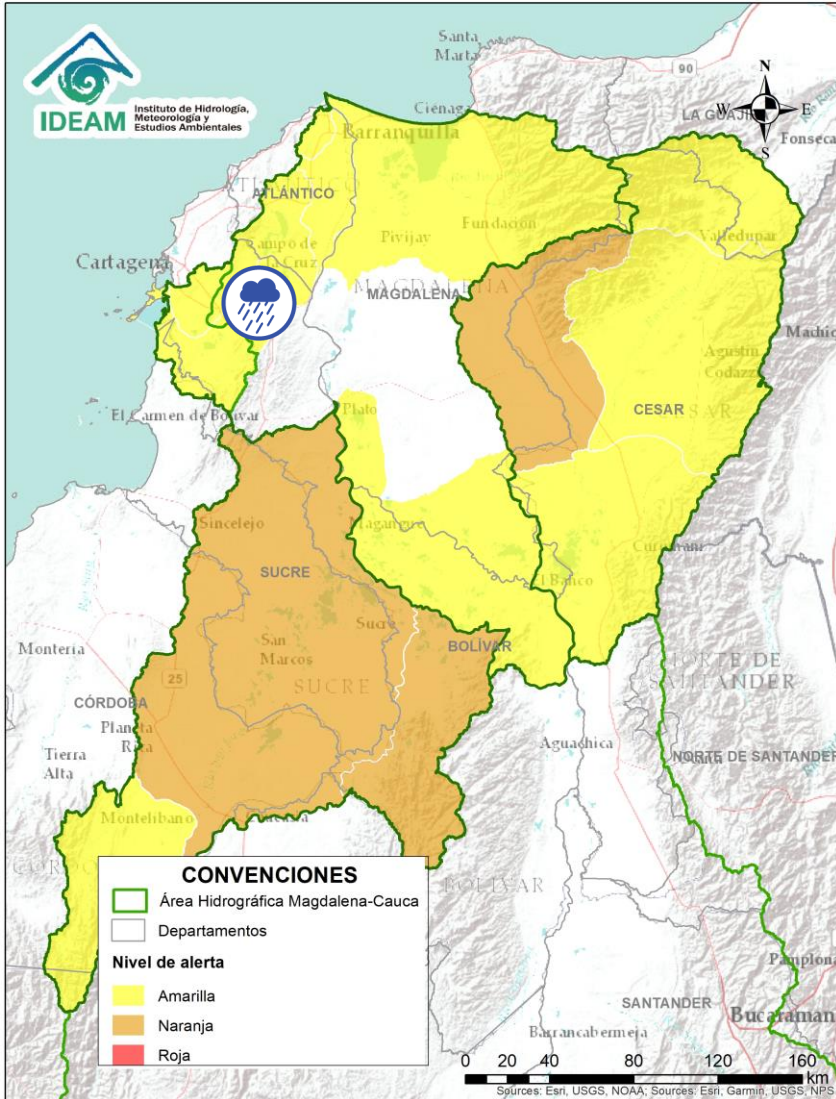 IDEAM
Instituto de Hidrología,
Meteorología y
Estudios Ambientales
Santa
Marta
90
N
W
E
S
LA GUAJIRA
Fonseca
Ciénaga
Barranquilla
ATLÁNTICO
Cartagena
Campo de
la Cruz
Pivijay
Fundación
Valledupar
MAGDALENA
MAGDALENA
Agustín
Codazzi
CESAR
El Carmen de Bolívar
Plato
Sincelejo
Magangué
SUCRE
El Banco
Sucre
San
Marcos
BOLÍVAR
SUCRE
Montería
25
CÓRDOBA
Planeta
Rica
Tierra
Alta
NORTE DE
SANTANDER
Aguachica
NORTE DE SANTANDER
Montelíbano
BOLÍVAR
Pamplona
SANTANDER
Bucaraman
Barrancabermeja
CONVENCIONES
Área Hidrográfica Magdalena-Cauca
Departamentos
Nivel de alerta
Amarilla
Naranja
Roja
0 20 40 80 120 160
km
Sources: Esri, USGS, NOAA; Sources: Esri, Garmin, USGS, NPS